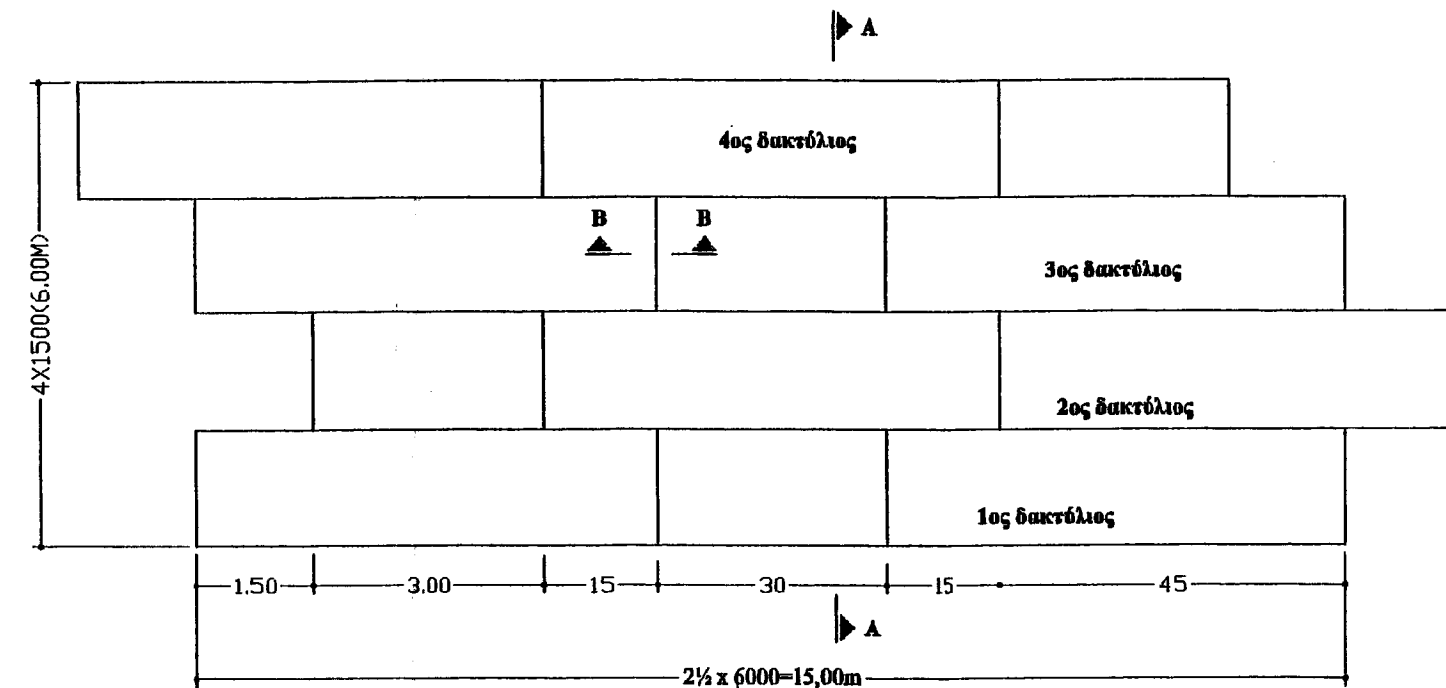 A
4ος δακτύλιος
B B
3ος δακτύλιος
4X1500(6.00M)
2ος δακτύλιος
1ος δακτύλιος
1.50 3.00 15 30 15 45
A
2½ x 6000=15,00m